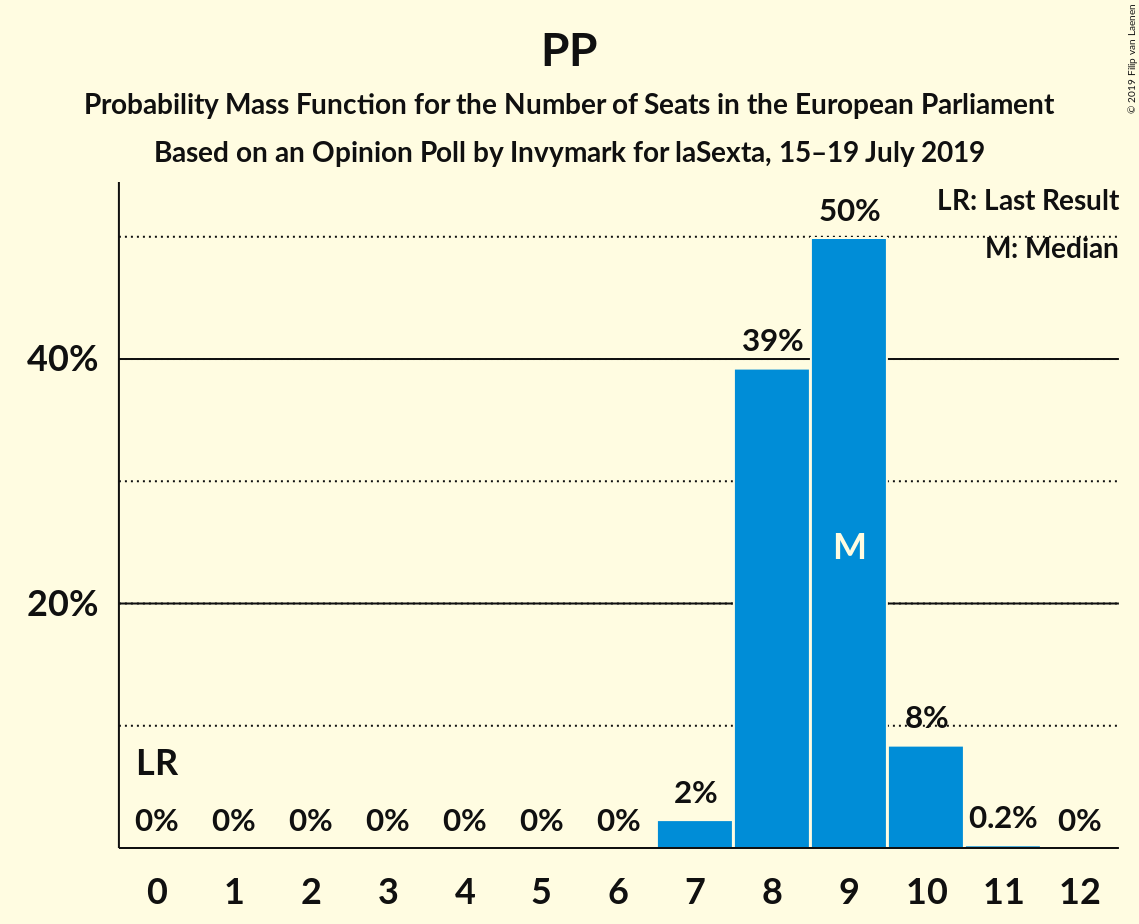 PP
Probability Mass Function for the Number of Seats in the European Parliament
Based on an Opinion Poll by Invymark for laSexta, 15–19 July 2019
© 2019 Filip van Laenen
LR: Last Result
M: Median
50%
39%
40%
M
20%
8%
LR
2%
0% 0% 0% 0% 0% 0% 0% 0.2% 0%
0 1 2 3 4 5 6 7 8 9 10 11 12